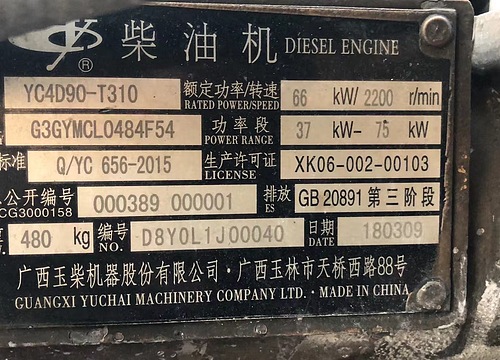 ® 柴油机 DIESEL ENGINE
YC4D90-T310 额定功率/转速 RATED POWER/SPEED 66 kW/ 2200 r/min
G3GYMCL0484F54 功率段 POWER RANGE 37 kW- 75 kW
标准 Q/YC 656-2015 生产许可证 LICENSE XK06-002-00103
公开编号 CG3000158 000389 000001 排放 ES GB 20891 第三阶段
480 kg 编号 NO. D8Y0L1J00040 日期 DATE 180309
广西玉柴机器股份有限公司·广西玉林市天桥西路88号
GUANGXI YUCHAI MACHINERY COMPANY LTD. · MADE IN CHINA